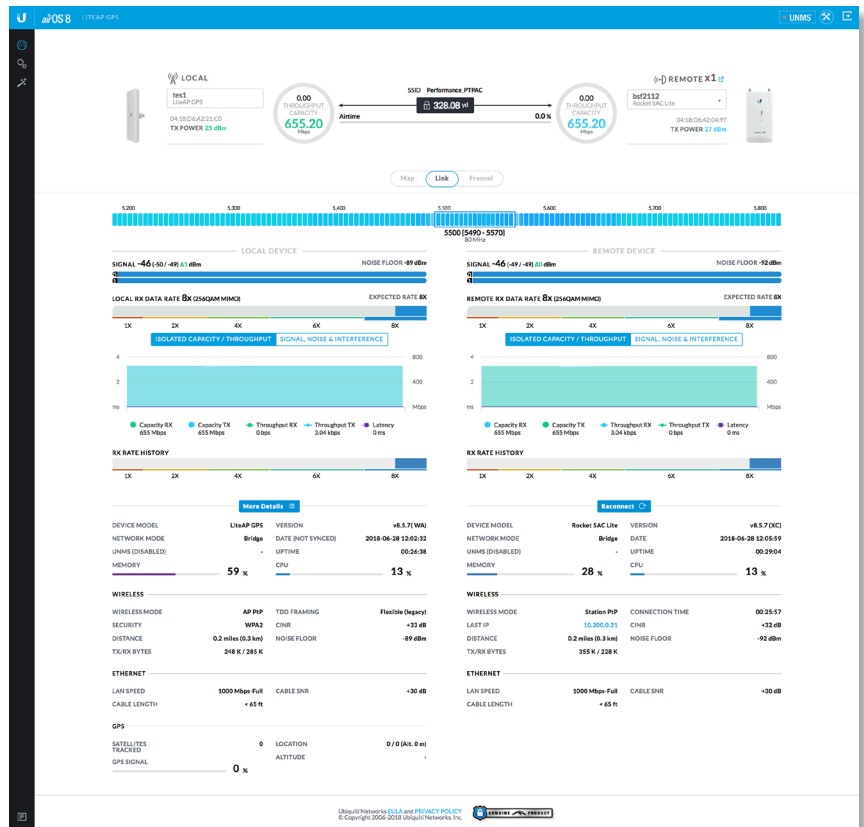 airOS 8 LITEAP GPS
UNMS
LOCAL
tes1
LiteAP GPS
04:18:D6:A2:21:C0
TX POWER 25 dBm
0.00
THROUGHPUT
CAPACITY
655.20
Mbps
SSID Performance_PTPAC
328.08 yd
Airtime 0.0 %
0.00
THROUGHPUT
CAPACITY
655.20
Mbps
REMOTE X1
bsf2112
Rocket 5AC Lite
04:18:D6:42:04:97
TX POWER 27 dBm
Map Link Fresnel
5,200 5,300 5,400 5,500 5,600 5,700 5,800
5500 [5490 - 5570]
80 MHz
LOCAL DEVICE
SIGNAL -46 (-50 / -49) Δ1 dBm NOISE FLOOR -89 dBm
LOCAL RX DATA RATE 8X (256QAM MIMO) EXPECTED RATE 8X
1X 2X 4X 6X 8X
ISOLATED CAPACITY / THROUGHPUT SIGNAL, NOISE & INTERFERENCE
4 800
2 400
ms Mbps
Capacity RX Capacity TX Throughput RX Throughput TX Latency
655 Mbps 655 Mbps 0 bps 3.04 kbps 0 ms
RX RATE HISTORY
1X 2X 4X 6X 8X
More Details
DEVICE MODEL LiteAP GPS VERSION v8.5.7( WA)
NETWORK MODE Bridge DATE (NOT SYNCED) 2018-06-28 12:02:32
UNMS (DISABLED) - UPTIME 00:26:38
MEMORY 59 % CPU 13 %
WIRELESS
WIRELESS MODE AP PtP TDD FRAMING Flexible (legacy)
SECURITY WPA2 CINR +33 dB
DISTANCE 0.2 miles (0.3 km) NOISE FLOOR -89 dBm
TX/RX BYTES 248 K / 285 K
ETHERNET
LAN SPEED 1000 Mbps-Full CABLE SNR +30 dB
CABLE LENGTH < 65 ft
GPS
SATELLITES TRACKED 0 LOCATION 0 / 0 (Alt. 0 m)
ALTITUDE -
GPS SIGNAL 0 %
REMOTE DEVICE
SIGNAL -46 (-49 / -49) Δ0 dBm NOISE FLOOR -92 dBm
REMOTE RX DATA RATE 8X (256QAM MIMO) EXPECTED RATE 8X
1X 2X 4X 6X 8X
ISOLATED CAPACITY / THROUGHPUT SIGNAL, NOISE & INTERFERENCE
4 800
2 400
ms Mbps
Capacity RX Capacity TX Throughput RX Throughput TX Latency
655 Mbps 655 Mbps 3.04 kbps 0 bps 0 ms
RX RATE HISTORY
1X 2X 4X 6X 8X
Reconnect
DEVICE MODEL Rocket 5AC Lite VERSION v8.5.7 (XC)
NETWORK MODE Bridge DATE 2018-06-28 12:05:59
UNMS (DISABLED) - UPTIME 00:29:04
MEMORY 28 % CPU 13 %
WIRELESS
WIRELESS MODE Station PtP CONNECTION TIME 00:25:57
LAST IP 10.200.0.21 CINR +32 dB
DISTANCE 0.2 miles (0.3 km) NOISE FLOOR -92 dBm
TX/RX BYTES 355 K / 228 K
ETHERNET
LAN SPEED 1000 Mbps-Full CABLE SNR +30 dB
CABLE LENGTH < 65 ft
Ubiquiti Networks EULA and PRIVACY POLICY
© Copyright 2006-2018 Ubiquiti Networks, Inc.
GENUINE PRODUCT